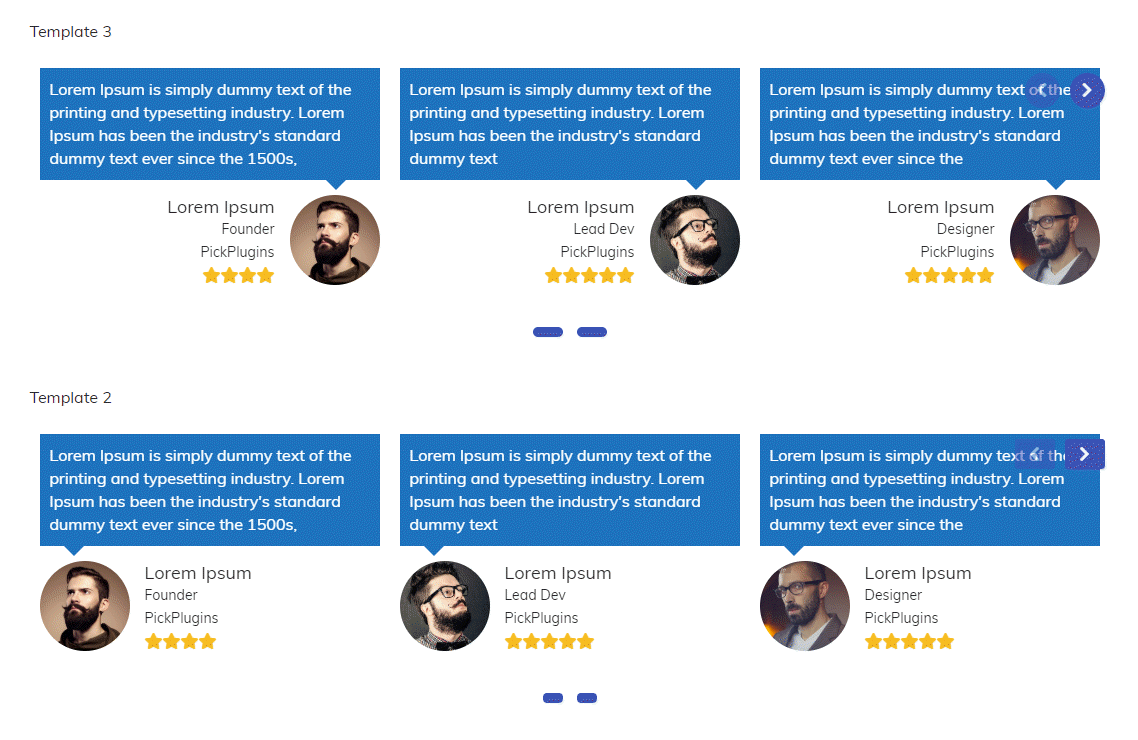 Template 3
Lorem Ipsum is simply dummy text of the
printing and typesetting industry. Lorem
Ipsum has been the industry's standard
dummy text ever since the 1500s,
Lorem Ipsum
Founder
PickPlugins
Lorem Ipsum is simply dummy text of the
printing and typesetting industry. Lorem
Ipsum has been the industry's standard
dummy text
Lorem Ipsum
Lead Dev
PickPlugins
Lorem Ipsum is simply dummy text of the
printing and typesetting industry. Lorem
Ipsum has been the industry's standard
dummy text ever since the
Lorem Ipsum
Designer
PickPlugins
Template 2
Lorem Ipsum is simply dummy text of the
printing and typesetting industry. Lorem
Ipsum has been the industry's standard
dummy text ever since the 1500s,
Lorem Ipsum
Founder
PickPlugins
Lorem Ipsum is simply dummy text of the
printing and typesetting industry. Lorem
Ipsum has been the industry's standard
dummy text
Lorem Ipsum
Lead Dev
PickPlugins
Lorem Ipsum is simply dummy text of the
printing and typesetting industry. Lorem
Ipsum has been the industry's standard
dummy text ever since the
Lorem Ipsum
Designer
PickPlugins